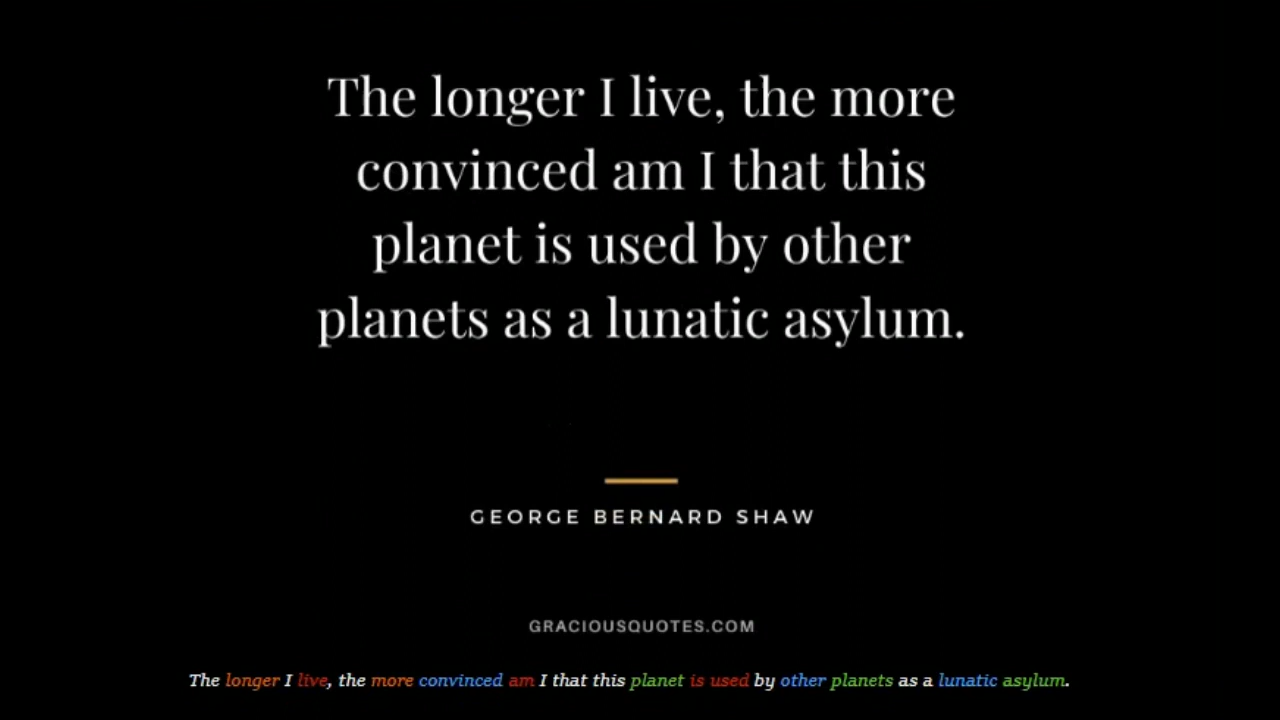 The longer I live, the more
convinced am I that this
planet is used by other
planets as a lunatic asylum.
GEORGE BERNARD SHAW
GRACIOUSQUOTES.COM
The longer I live, the more convinced am I that this planet is used by other planets as a lunatic asylum.